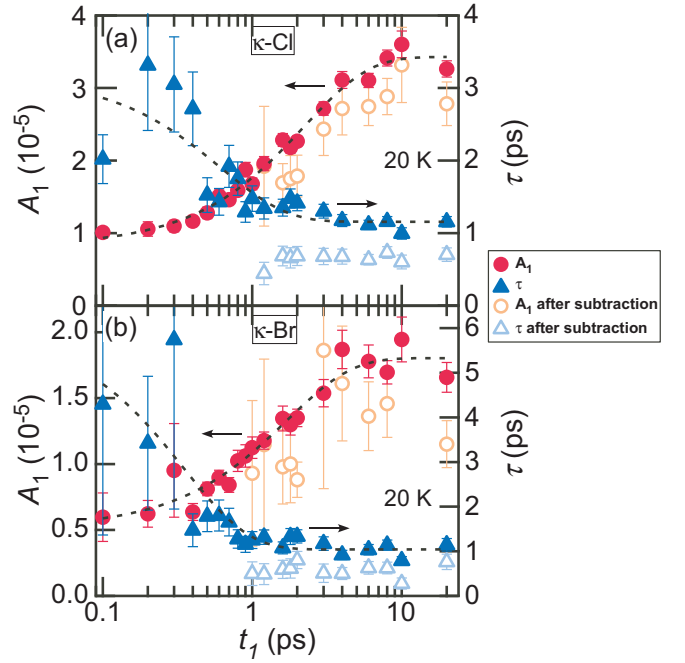 (a)
κ-Cl
4
3
2
1
0
A₁ (10⁻⁵)
4
3
2
1
0
τ (ps)
20 K
A₁
τ
A₁ after subtraction
τ after subtraction
(b)
κ-Br
2.0
1.5
1.0
0.5
0.0
A₁ (10⁻⁵)
6
5
4
3
2
1
0
τ (ps)
20 K
0.1
1
10
t₁ (ps)